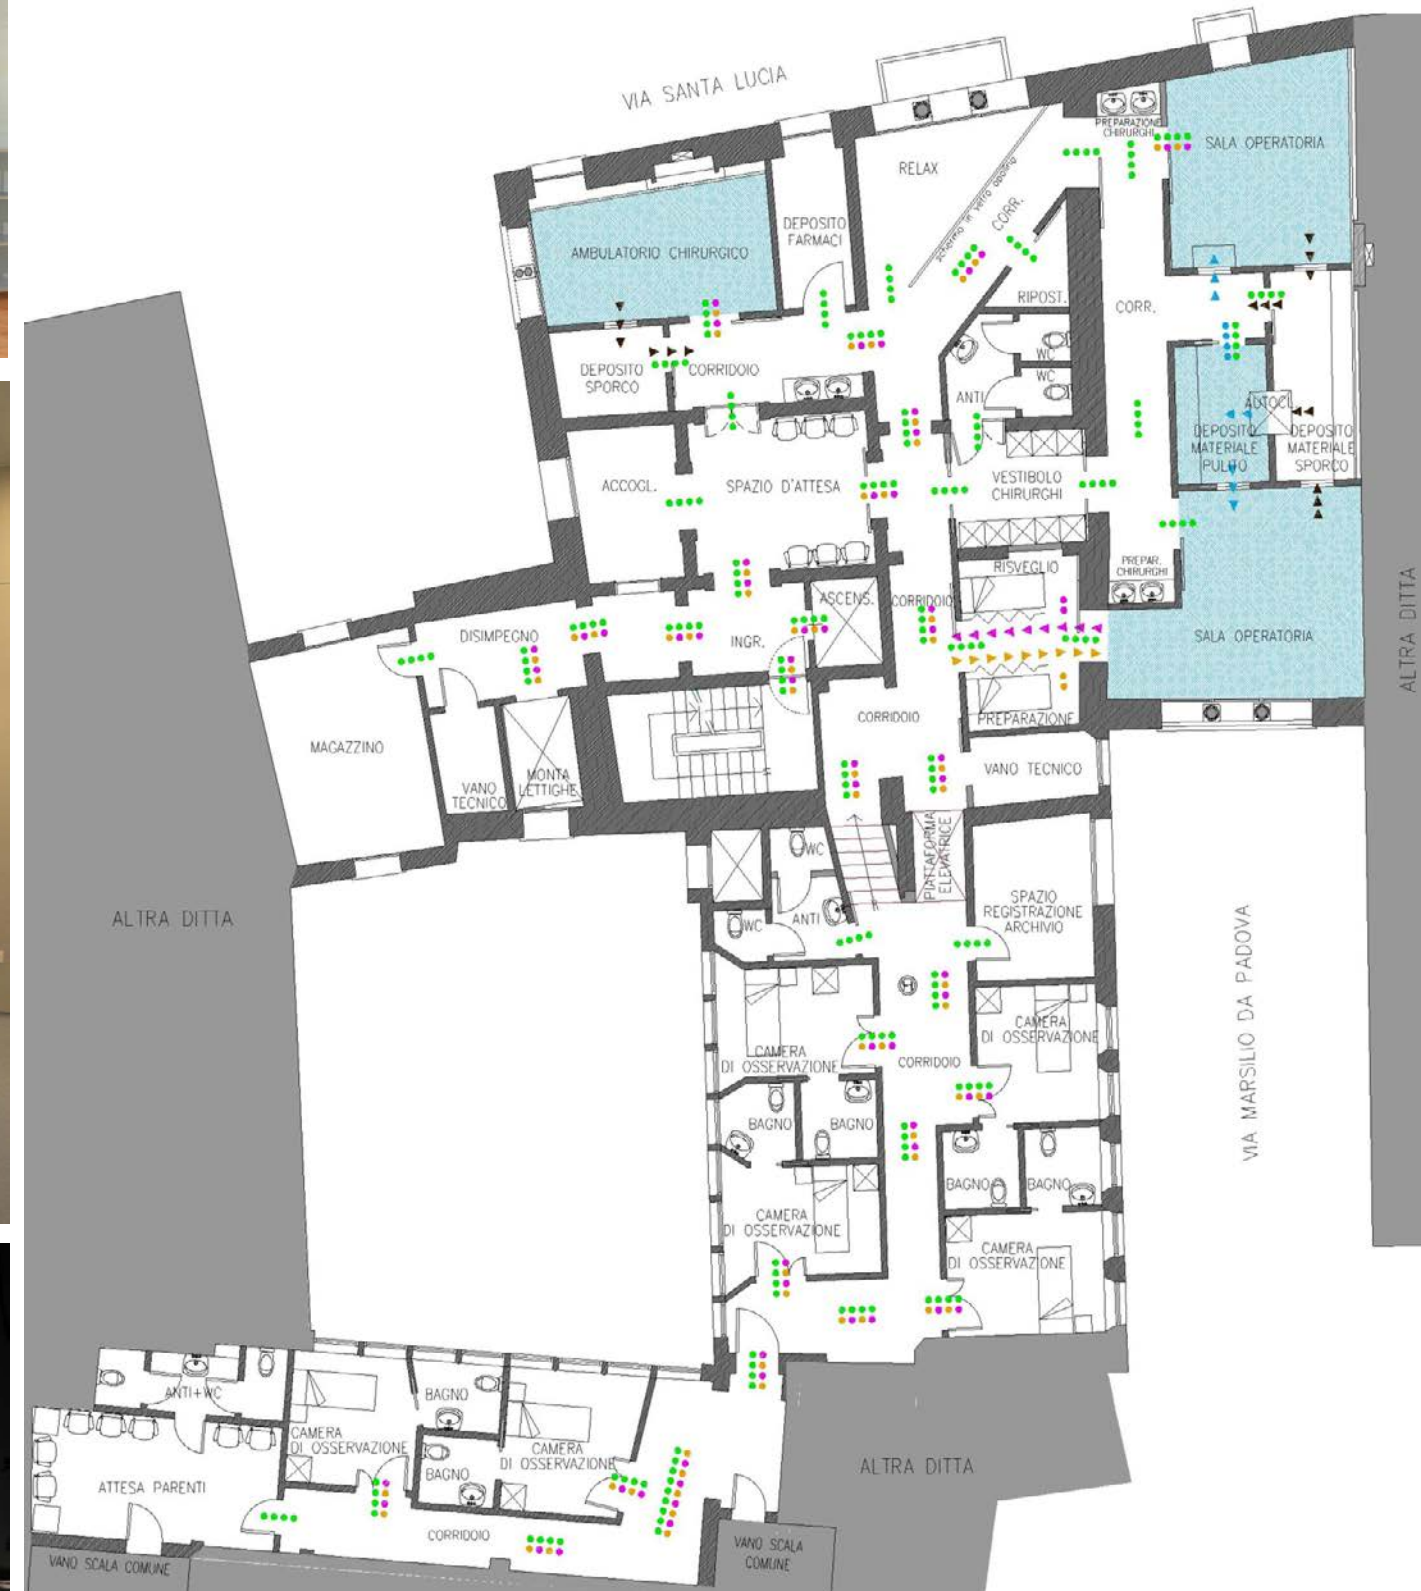 VIA SANTA LUCIA
PREPARAZIONE
CHIRURGHI
SALA OPERATORIA
RELAX
schermo in vetro opalino
CORR.
DEPOSITO
FARMACI
AMBULATORIO CHIRURGICO
RIPOST.
CORR.
WC
WC
ANTI
DEPOSITO
SPORCO
CORRIDOIO
AUTOCL.
DEPOSITO
MATERIALE
PULITO
DEPOSITO
MATERIALE
SPORCO
ACCOGL.
SPAZIO D'ATTESA
VESTIBOLO
CHIRURGHI
RISVEGLIO
PREPAR.
CHIRURGHI
ASCENS.
CORRIDOIO
SALA OPERATORIA
ALTRA DITTA
DISIMPEGNO
INGR.
PREPARAZIONE
CORRIDOIO
MAGAZZINO
VANO
TECNICO
MONTA
LETTIGHE
VANO TECNICO
PIATTAFORMA
ELEVATRICE
WC
WC
ANTI
SPAZIO
REGISTRAZIONE
ARCHIVIO
ALTRA DITTA
VIA MARSILIO DA PADOVA
CAMERA
DI OSSERVAZIONE
CAMERA
DI OSSERVAZIONE
CORRIDOIO
BAGNO
BAGNO
BAGNO
BAGNO
CAMERA
DI OSSERVAZIONE
CAMERA
DI OSSERVAZIONE
ANTI+WC
BAGNO
CAMERA
DI OSSERVAZIONE
BAGNO
CAMERA
DI OSSERVAZIONE
ATTESA PARENTI
CORRIDOIO
ALTRA DITTA
VANO SCALA COMUNE
VANO SCALA
COMUNE